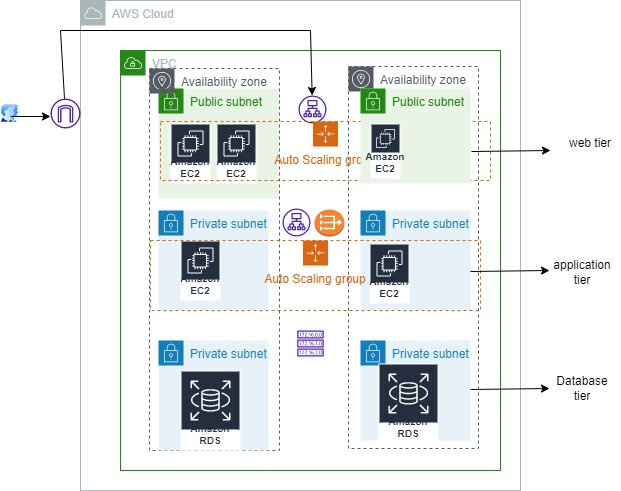 AWS Cloud
VPC
Availability zone
Availability zone
Public subnet
Public subnet
Amazon
EC2
Amazon
EC2
Auto Scaling group
Amazon
EC2
web tier
Private subnet
Private subnet
Amazon
EC2
Auto Scaling group
Amazon
EC2
application
tier
172.16.0.0
172.16.1.0
172.16.2.0
Private subnet
Private subnet
Amazon
RDS
Amazon
RDS
Database
tier